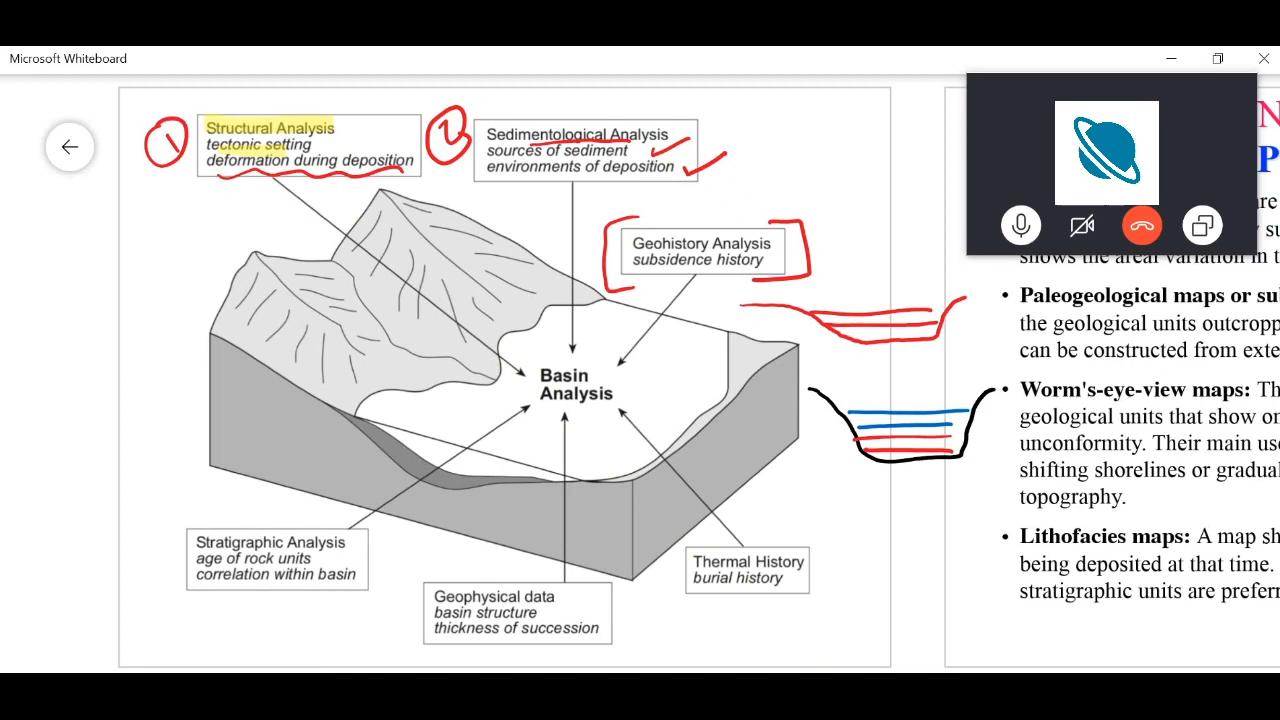 Microsoft Whiteboard
1
Structural Analysis
tectonic setting
deformation during deposition
2
Sedimentological Analysis
sources of sediment
environments of deposition
Geohistory Analysis
subsidence history
Basin
Analysis
Stratigraphic Analysis
age of rock units
correlation within basin
Geophysical data
basin structure
thickness of succession
Thermal History
burial history
N
P
shows the areal variation in t
• Paleogeological maps or su
the geological units outcropp
can be constructed from exte
• Worm's-eye-view maps: Th
geological units that show on
unconformity. Their main use
shifting shorelines or gradual
topography.
• Lithofacies maps: A map sh
being deposited at that time.
stratigraphic units are prefer